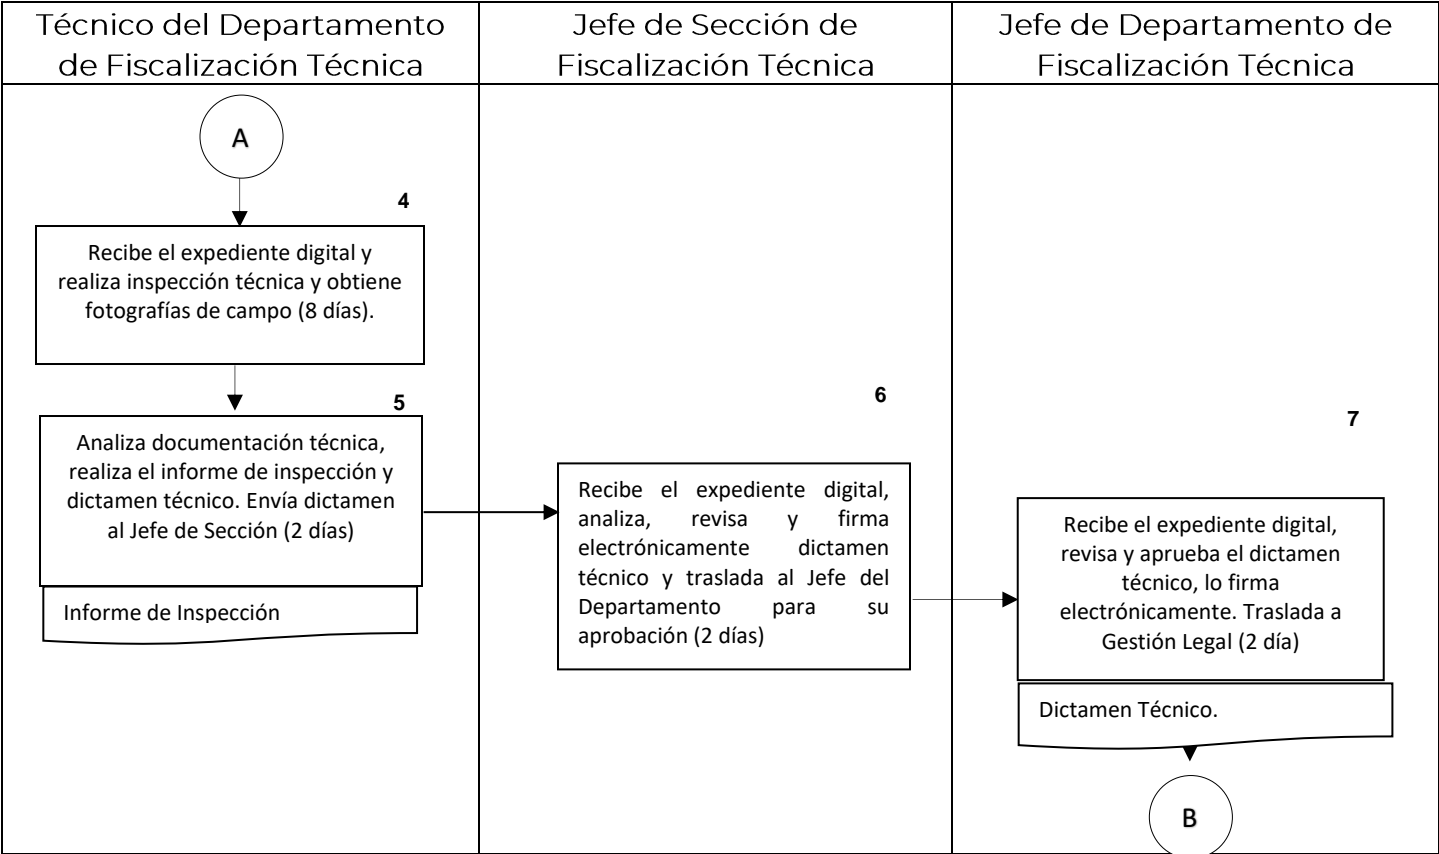 Técnico del Departamento
de Fiscalización Técnica
Jefe de Sección de
Fiscalización Técnica
Jefe de Departamento de
Fiscalización Técnica
A
4
Recibe el expediente digital y
realiza inspección técnica y obtiene
fotografías de campo (8 días).
5
Analiza documentación técnica,
realiza el informe de inspección y
dictamen técnico. Envía dictamen
al Jefe de Sección (2 días)
Informe de Inspección
6
Recibe el expediente digital,
analiza, revisa y firma
electrónicamente dictamen
técnico y traslada al Jefe del
Departamento para su
aprobación (2 días)
7
Recibe el expediente digital,
revisa y aprueba el dictamen
técnico, lo firma
electrónicamente. Traslada a
Gestión Legal (2 día)
Dictamen Técnico.
B